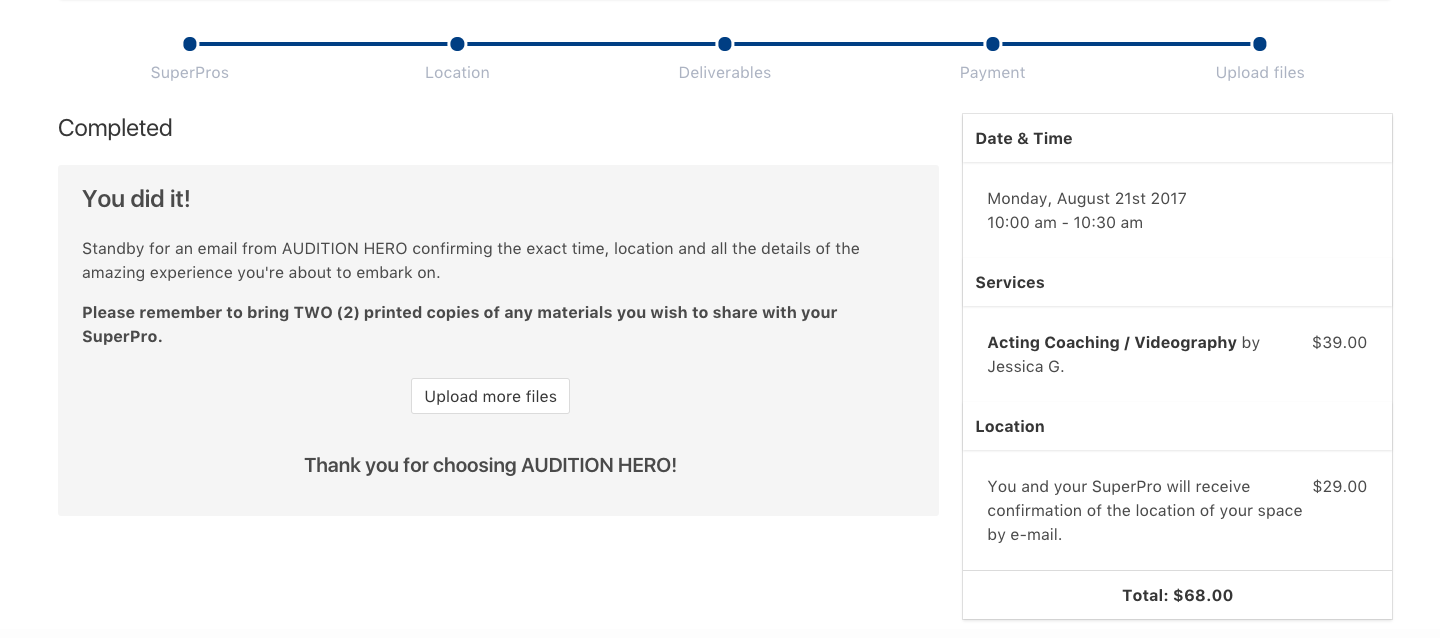 SuperPros
Location
Deliverables
Payment
Upload files
Completed
You did it!
Standby for an email from AUDITION HERO confirming the exact time, location and all the details of the
amazing experience you're about to embark on.
Please remember to bring TWO (2) printed copies of any materials you wish to share with your
SuperPro.
Upload more files
Thank you for choosing AUDITION HERO!
Date & Time
Monday, August 21st 2017
10:00 am - 10:30 am
Services
Acting Coaching / Videography by $39.00
Jessica G.
Location
You and your SuperPro will receive $29.00
confirmation of the location of your space
by e-mail.
Total: $68.00